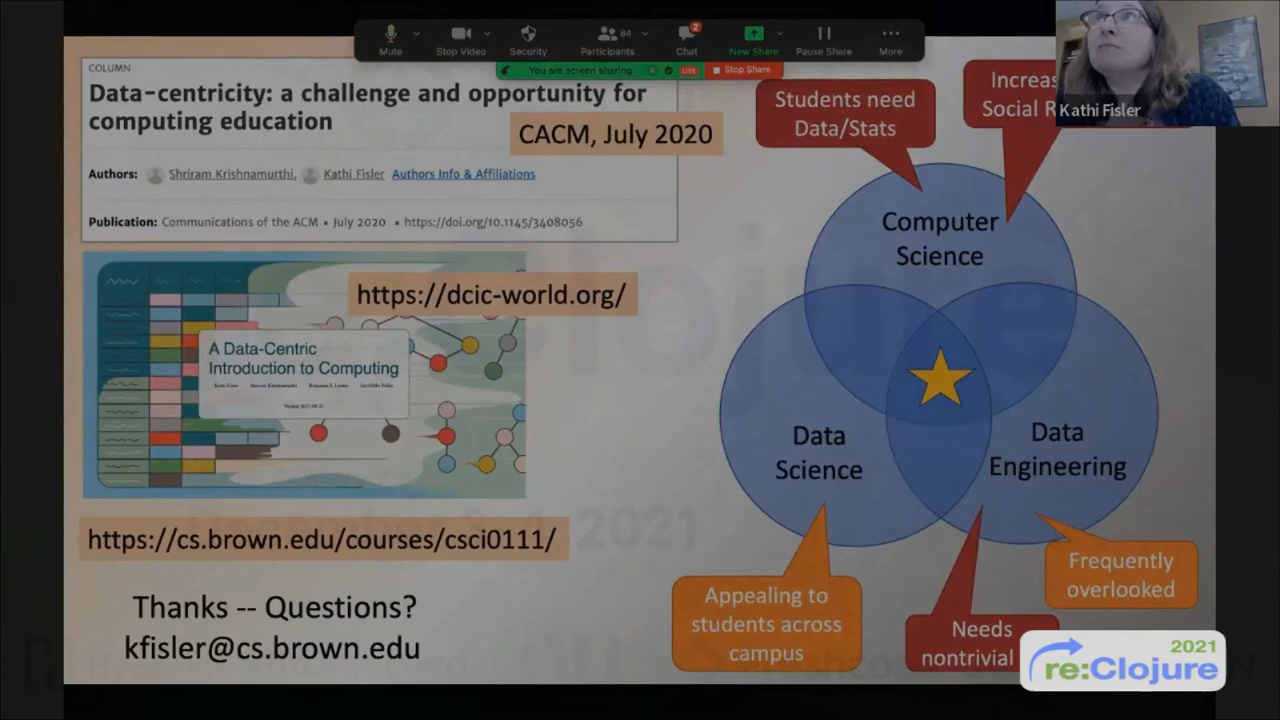 Mute
Stop Video
Security
84
Participants
2
Chat
New Share
Pause Share
More
You are screen sharing
LIVE
Stop Share
Kathi Fisler
COLUMN
Data-centricity: a challenge and opportunity for
computing education
CACM, July 2020
Authors: Shriram Krishnamurthi, Kathi Fisler Authors Info & Affiliations
Publication: Communications of the ACM • July 2020 • https://doi.org/10.1145/3408056
https://dcic-world.org/
A Data-Centric
Introduction to Computing
https://cs.brown.edu/courses/csci0111/
Thanks -- Questions?
kfisler@cs.brown.edu
Students need
Data/Stats
Social
Computer
Science
Data
Science
Data
Engineering
Appealing to
students across
campus
Needs
nontrivial
Frequently
overlooked
2021
re:Clojure